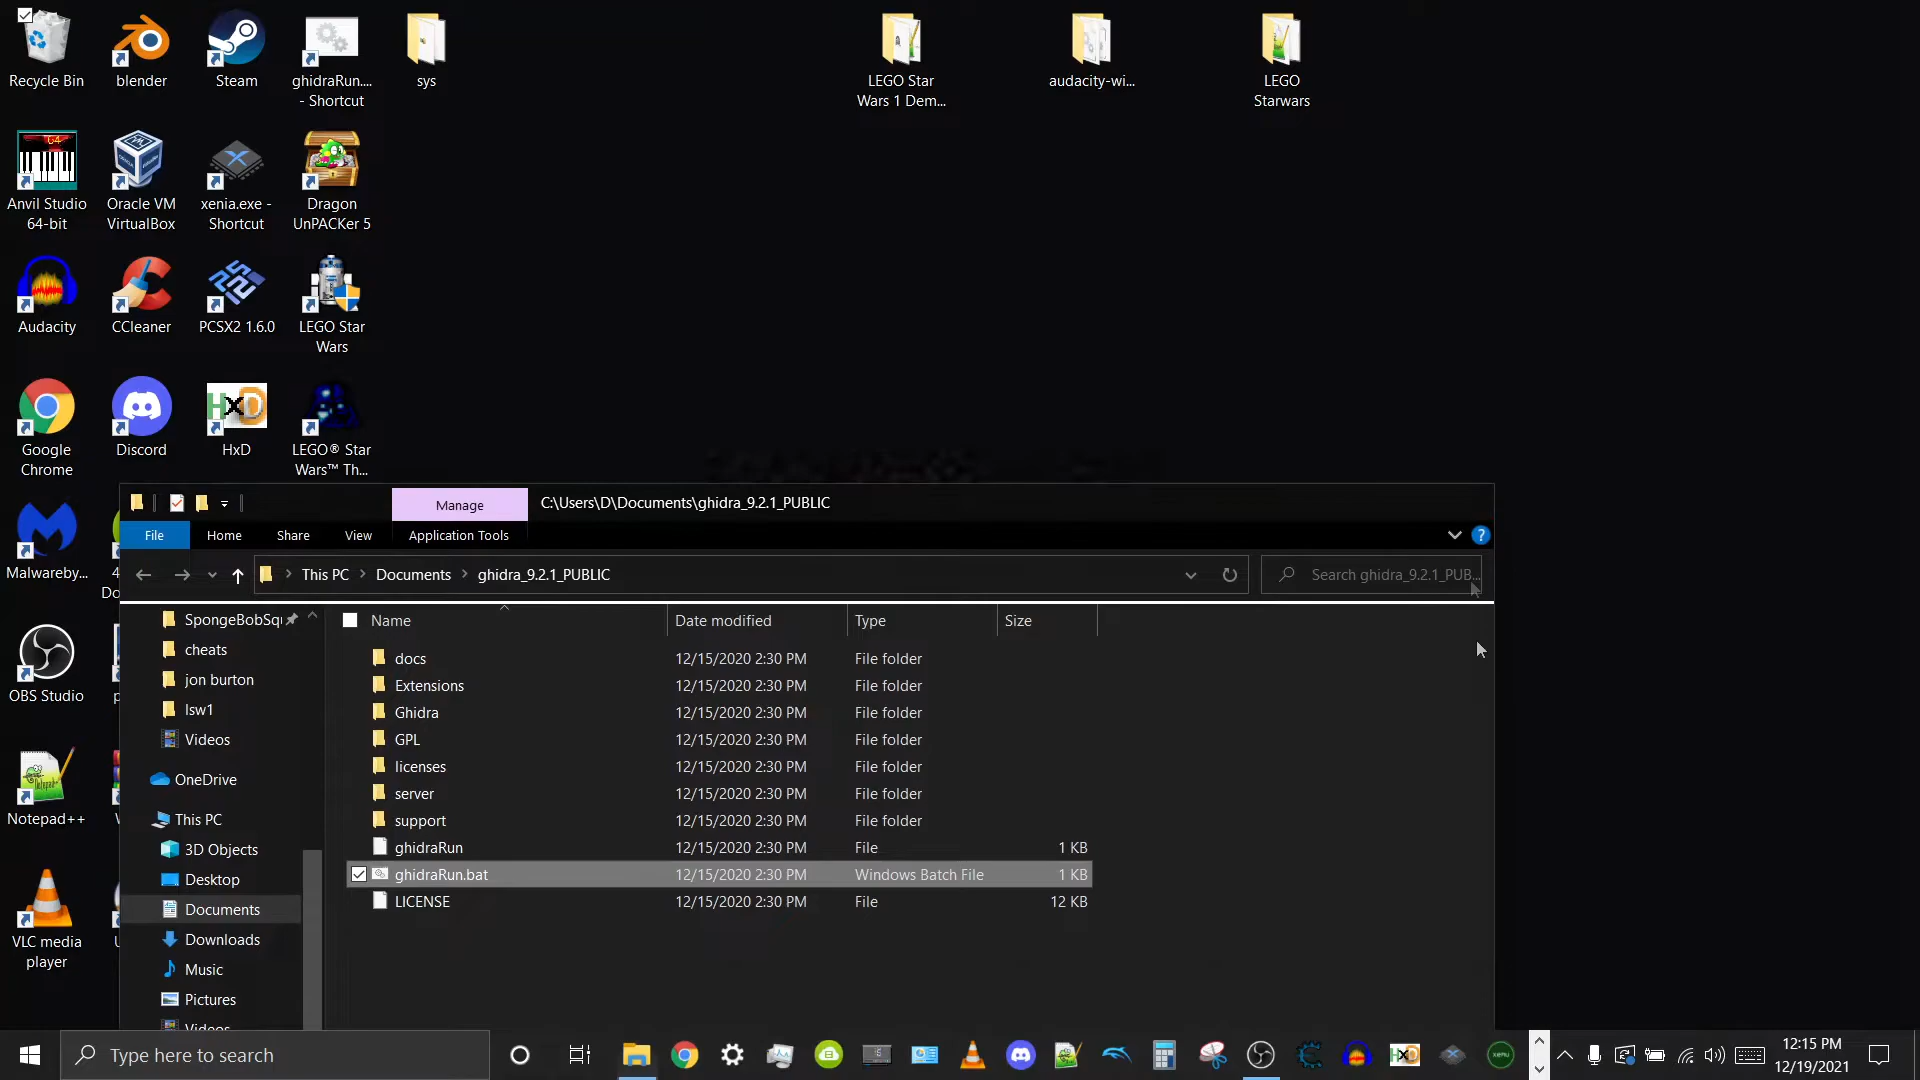 Recycle Bin
blender
Steam
ghidraRun....
- Shortcut
sys
LEGO Star
Wars 1 Dem...
audacity-wi...
LEGO
Starwars
64
Anvil Studio
64-bit
Oracle VM
VirtualBox
xenia.exe -
Shortcut
Dragon
UnPACKer 5
Audacity
CCleaner
PCSX2 1.6.0
LEGO Star
Wars
Google
Chrome
Discord
HxD
HxD
LEGO® Star
Wars™ Th...
Malwareby...
4
Do
OBS Studio
Notepad++
VLC media
player
Manage
C:\Users\D\Documents\ghidra_9.2.1_PUBLIC
File
Home
Share
View
Application Tools
?
This PC
Documents
ghidra_9.2.1_PUBLIC
Search ghidra_9.2.1_PUB...
SpongeBobSqu
cheats
jon burton
lsw1
Videos
OneDrive
This PC
3D Objects
Desktop
Documents
Downloads
Music
Pictures
Videos
Name Date modified Type Size
docs 12/15/2020 2:30 PM File folder
Extensions 12/15/2020 2:30 PM File folder
Ghidra 12/15/2020 2:30 PM File folder
GPL 12/15/2020 2:30 PM File folder
licenses 12/15/2020 2:30 PM File folder
server 12/15/2020 2:30 PM File folder
support 12/15/2020 2:30 PM File folder
ghidraRun 12/15/2020 2:30 PM File 1 KB
ghidraRun.bat 12/15/2020 2:30 PM Windows Batch File 1 KB
LICENSE 12/15/2020 2:30 PM File 12 KB
Type here to search
HxD
xemu
12:15 PM
12/19/2021